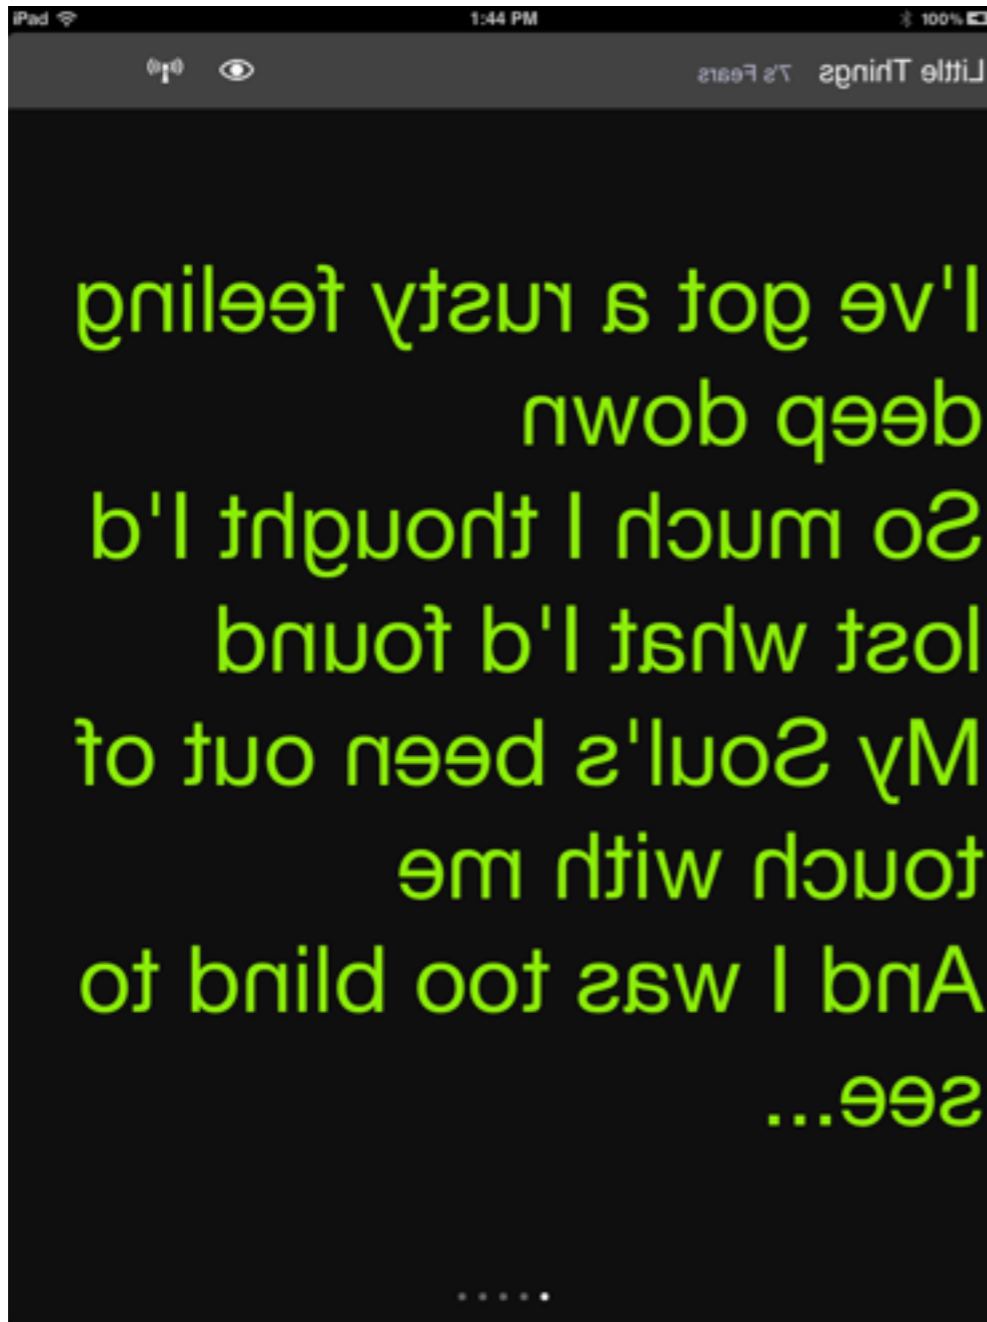 iPad 1:44 PM 100%
Little Things 7's Fears
I've got a rusty feeling
deep down
So much I thought I'd
lost what I'd found
My Soul's been out of
touch with me
And I was too blind to
see...